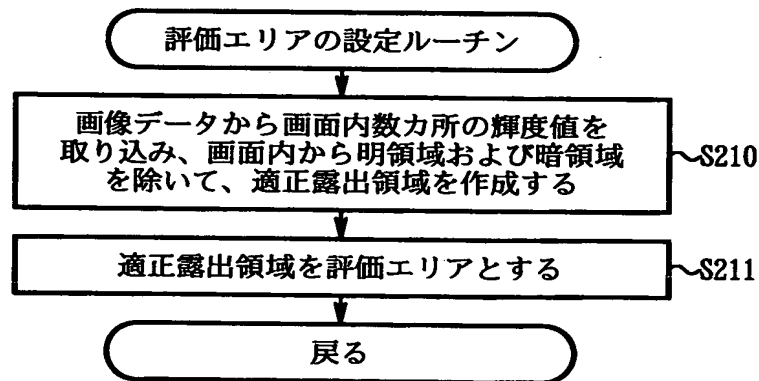 評価エリアの設定ルーチン
画像データから画面内数カ所の輝度値を
取り込み、画面内から明領域および暗領域
を除いて、適正露出領域を作成する
S210
適正露出領域を評価エリアとする
S211
戻る